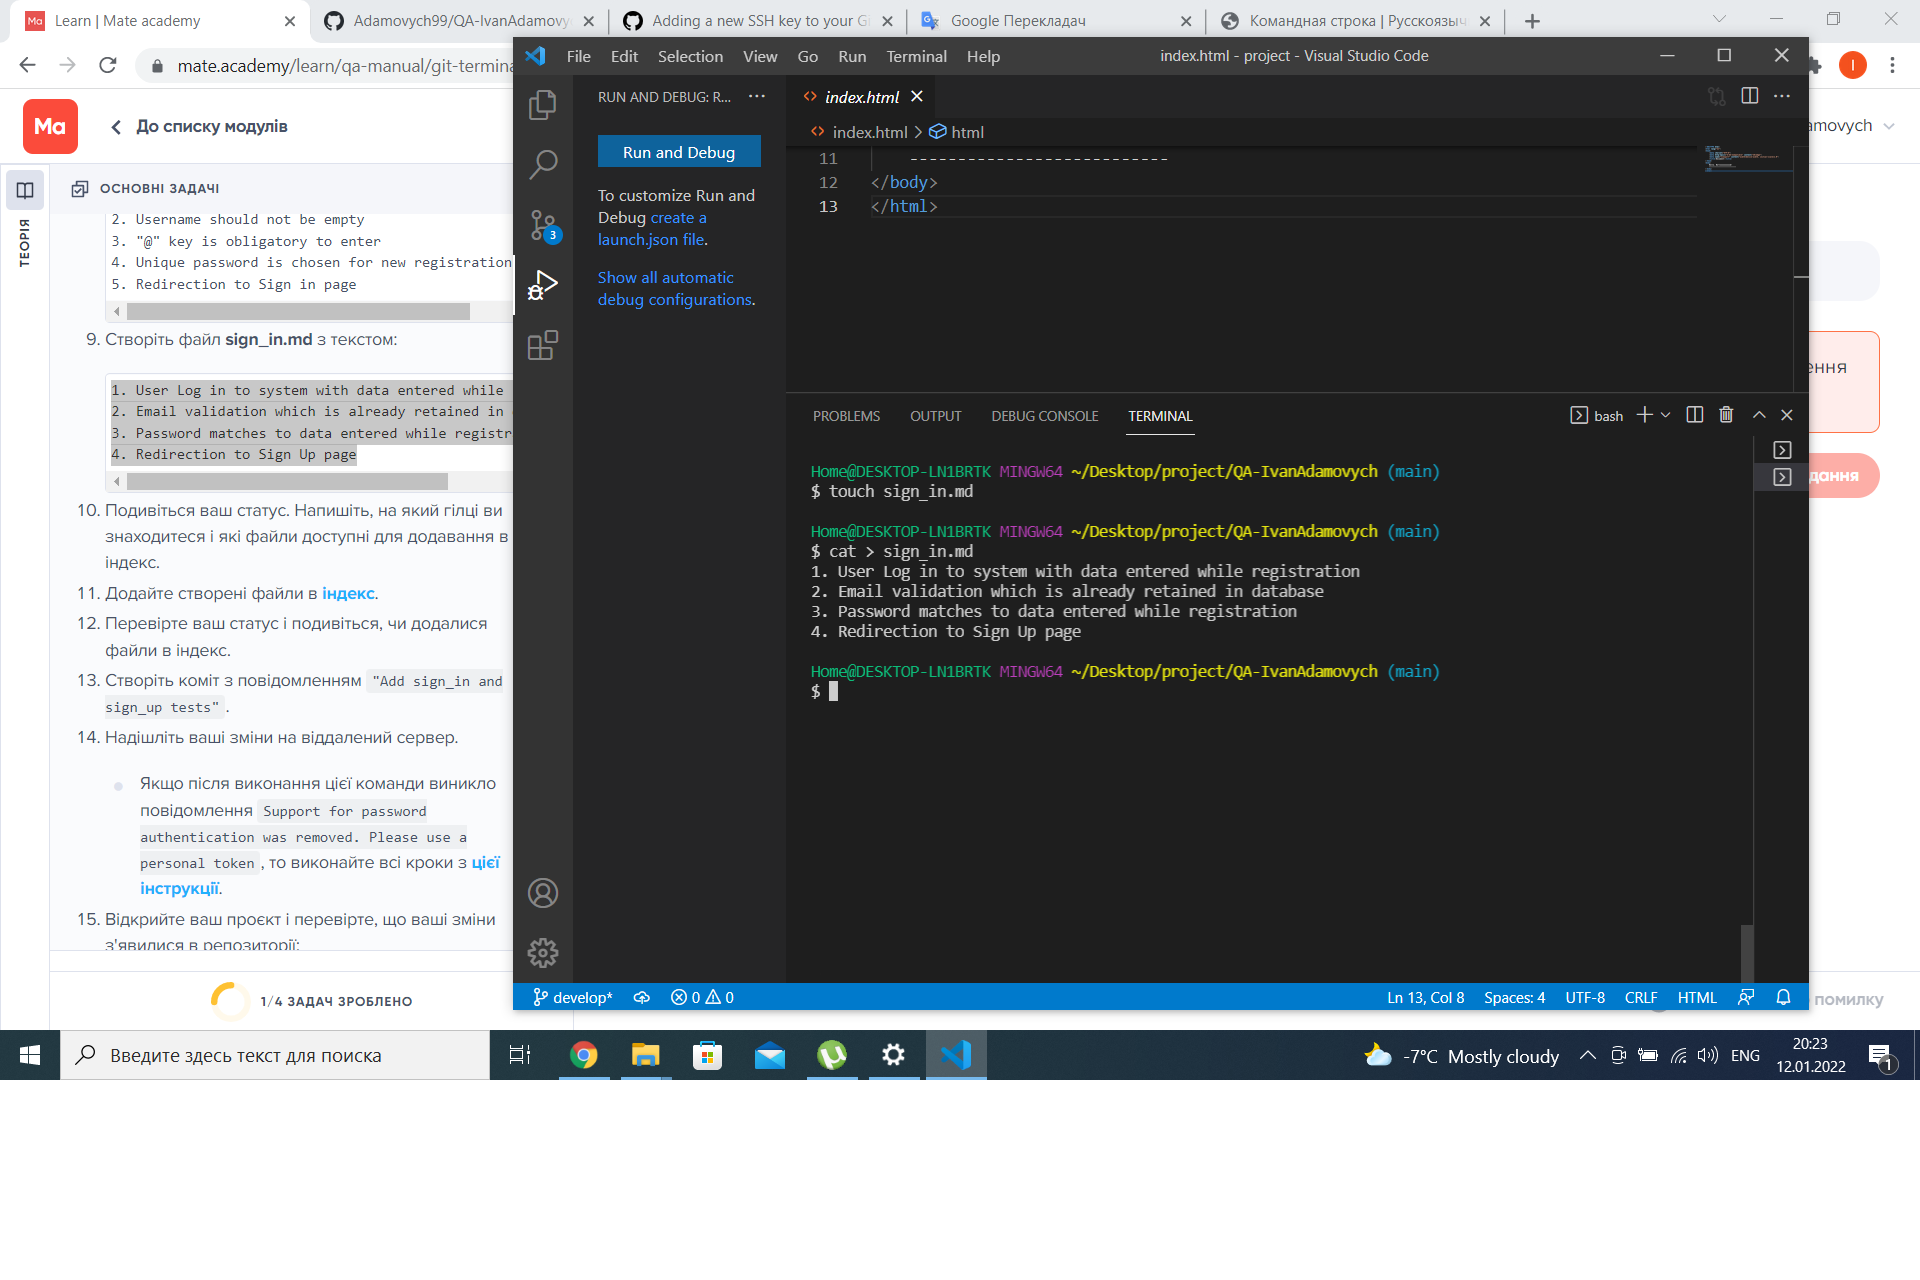 Learn | Mate academy
Adamovych99/QA-IvanAdamovy
Adding a new SSH key to your Gi
Google Перекладач
Командная строка | Русскоязыч
mate.academy/learn/qa-manual/git-termina
I
Ma
До списку модулів
amovych
ТЕОРІЯ
ОСНОВНІ ЗАДАЧІ
2. Username should not be empty
3. "@" key is obligatory to enter
4. Unique password is chosen for new registration
5. Redirection to Sign in page
9. Створіть файл sign_in.md з текстом:
1. User Log in to system with data entered while
2. Email validation which is already retained in
3. Password matches to data entered while registr
4. Redirection to Sign Up page
10. Подивіться ваш статус. Напишіть, на який гілці ви
знаходитеся і які файли доступні для додавання в
індекс.
11. Додайте створені файли в індекс.
12. Перевірте ваш статус і подивіться, чи додалися
файли в індекс.
13. Створіть коміт з повідомленням "Add sign_in and
sign_up tests" .
14. Надішліть ваші зміни на віддалений сервер.
Якщо після виконання цієї команди виникло
повідомлення Support for password
authentication was removed. Please use a
personal token , то виконайте всі кроки з цієї
інструкції.
15. Відкрийте ваш проєкт і перевірте, що ваші зміни
з'явилися в репозиторії:
1/4 ЗАДАЧ ЗРОБЛЕНО
File Edit Selection View Go Run Terminal Help
index.html - project - Visual Studio Code
RUN AND DEBUG: R...
Run and Debug
To customize Run and
Debug create a
launch.json file.
Show all automatic
debug configurations.
3
index.html
index.html > html
11 ---------------------------
12 </body>
13 </html>
PROBLEMS OUTPUT DEBUG CONSOLE TERMINAL
bash
Home@DESKTOP-LN1BRTK MINGW64 ~/Desktop/project/QA-IvanAdamovych (main)
$ touch sign_in.md
Home@DESKTOP-LN1BRTK MINGW64 ~/Desktop/project/QA-IvanAdamovych (main)
$ cat > sign_in.md
1. User Log in to system with data entered while registration
2. Email validation which is already retained in database
3. Password matches to data entered while registration
4. Redirection to Sign Up page
Home@DESKTOP-LN1BRTK MINGW64 ~/Desktop/project/QA-IvanAdamovych (main)
$
develop* 0 0
Ln 13, Col 8 Spaces: 4 UTF-8 CRLF HTML
ення
дання
помилку
Введите здесь текст для поиска
-7°C Mostly cloudy
ENG
20:23
12.01.2022
1